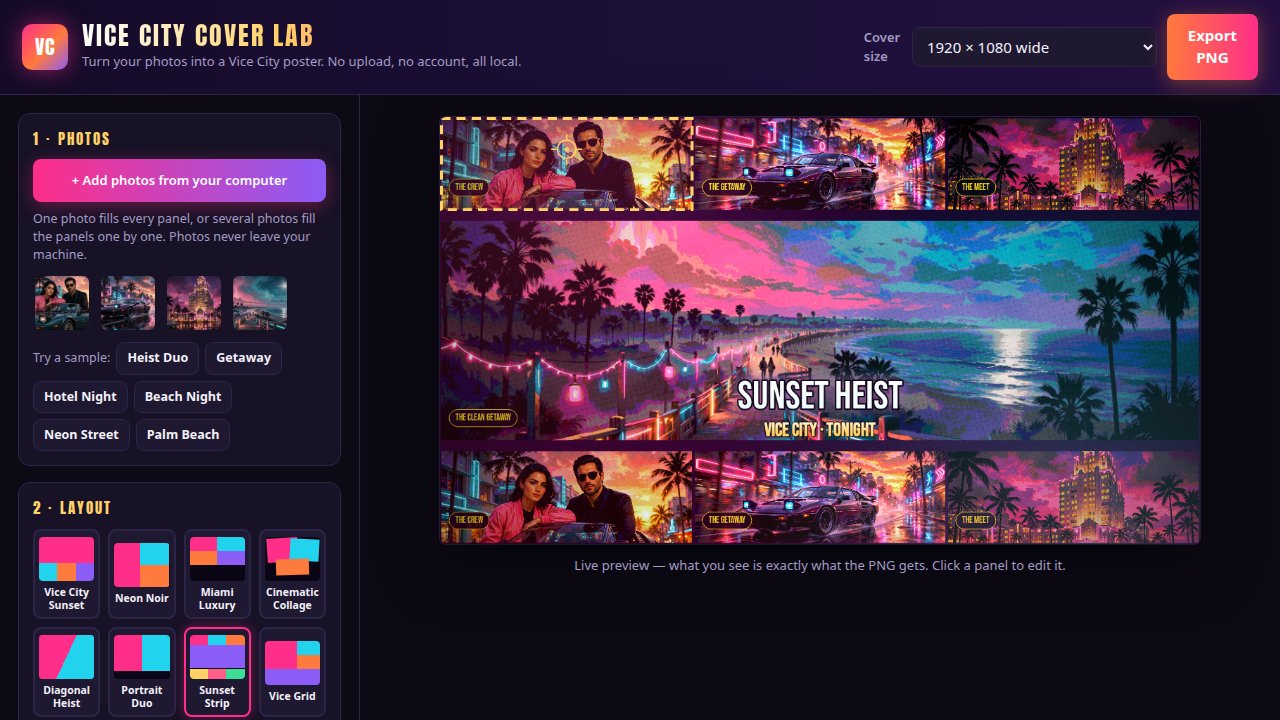 VC
VICE CITY COVER LAB
Turn your photos into a Vice City poster. No upload, no account, all local.
Cover size
1920 × 1080 wide
Export PNG
1 · PHOTOS
+ Add photos from your computer
One photo fills every panel, or several photos fill
the panels one by one. Photos never leave your
machine.
Try a sample:
Heist Duo
Getaway
Hotel Night
Beach Night
Neon Street
Palm Beach
2 · LAYOUT
Vice City Sunset
Neon Noir
Miami Luxury
Cinematic Collage
Diagonal Heist
Portrait Duo
Sunset Strip
Vice Grid
THE CREW
THE GETAWAY
THE MEET
SUNSET HEIST
THE CLEAN GETAWAY
VICE CITY · TONIGHT
THE CREW
THE GETAWAY
THE MEET
Live preview — what you see is exactly what the PNG gets. Click a panel to edit it.